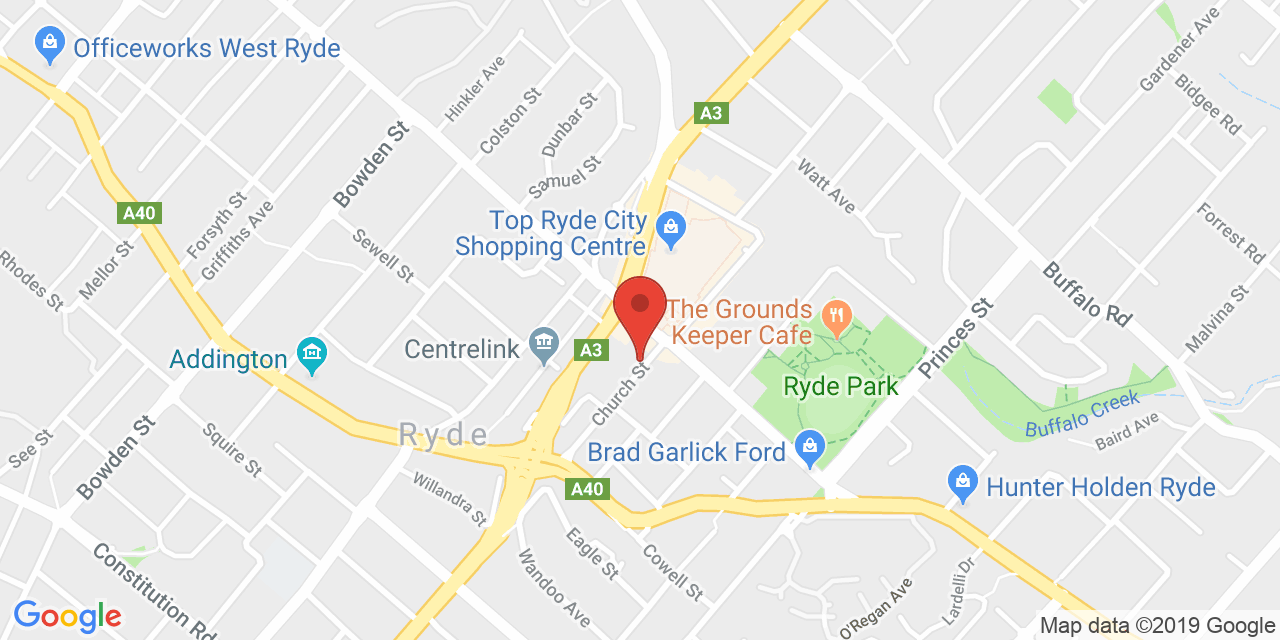 Officeworks West Ryde
Hinkler Ave
Colston St
Dunbar St
Samuel St
A3
Gardener Ave
Bidgee Rd
Bowden St
Watt Ave
A40
Forsyth St
Griffiths Ave
Mellor St
Rhodes St
Sewell St
Top Ryde City
Shopping Centre
Forrest Rd
Buffalo Rd
Malvina St
Princes St
The Grounds
Keeper Cafe
Addington
Centrelink
A3
Church St
Ryde Park
Buffalo Creek
Baird Ave
See St
Bowden St
Squire St
Ryde
Brad Garlick Ford
Willandra St
A40
Hunter Holden Ryde
Constitution Rd
Eagle St
Wandoo Ave
Cowell St
O'Regan Ave
Lardelli Dr
Google
Map data ©2019 Google